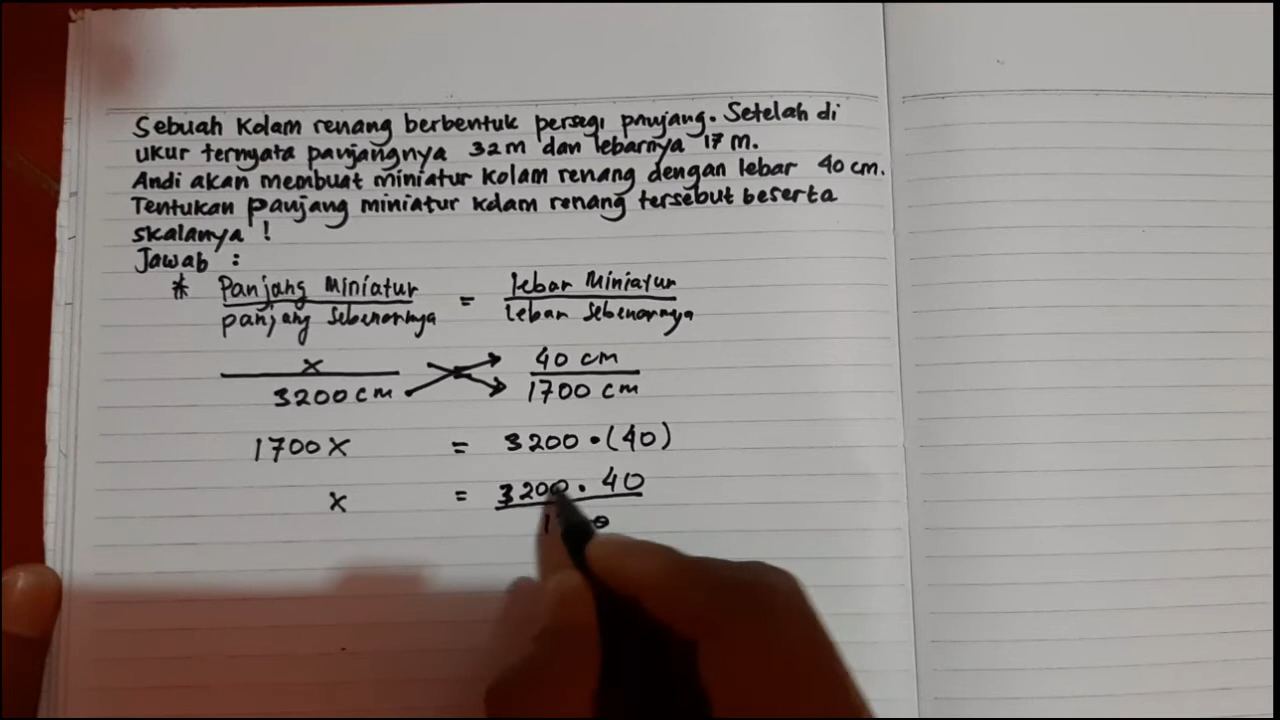 Sebuah kolam renang berbentuk persegi pnujang. Setelah di
ukur ternyata panjangnya 32 m dan lebarnya 17 m.
Andi akan membuat miniatur kolam renang dengan lebar 40 cm.
Tentukan panjang miniatur kolam renang tersebut beserta
skalanya !
Jawab :
* Panjang Miniatur / panjang Sebenarnya = lebar Miniatur / lebar Sebenarnya
x / 3200 cm 40 cm / 1700 cm
1700 x = 3200 • (40)
x = 3200 . 40